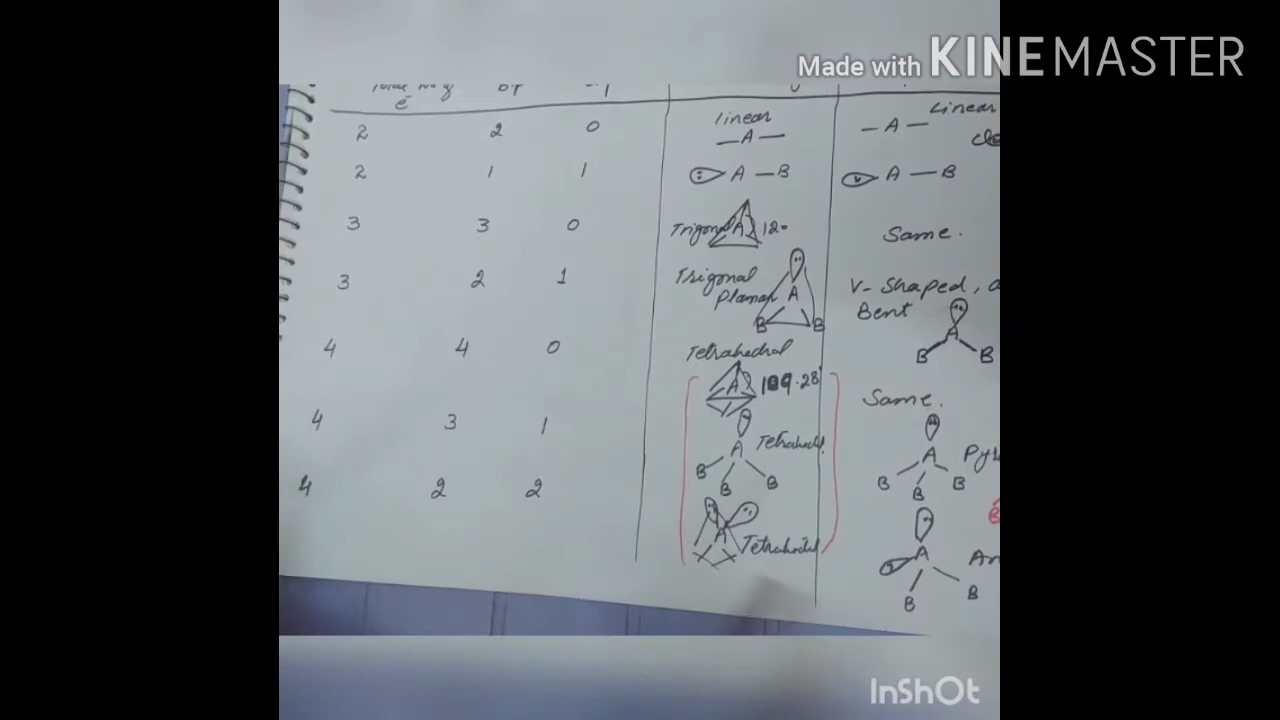 Made with KINEMASTER
e-
2 2 0 Linear -A- -A- Linear
2 1 1 A-B A-B
3 3 0 Trigonal A 120 Same.
3 2 1 Trigonal Planar A B B V-Shaped, Bent A B B
4 4 0 Tetrahedral A 109.28' Same.
4 3 1 A B B B A B B B
4 2 2 A A B B
InShOt